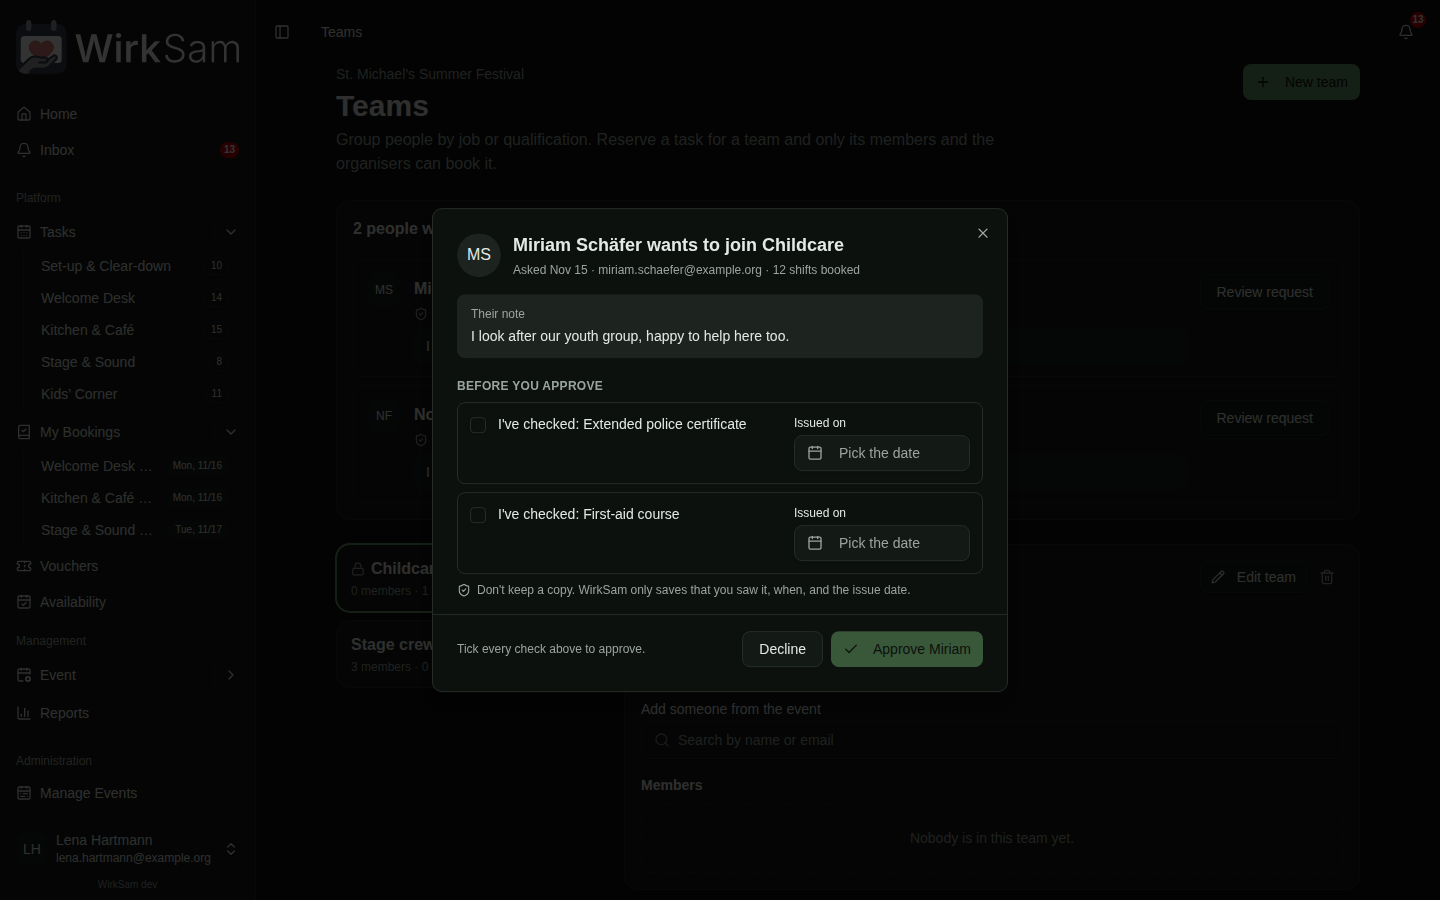 WirkSam
Home
Inbox
13
Platform
Tasks
Set-up & Clear-down 10
Welcome Desk 14
Kitchen & Café 15
Stage & Sound 8
Kids' Corner 11
My Bookings
Welcome Desk ... Mon, 11/16
Kitchen & Café ... Mon, 11/16
Stage & Sound ... Tue, 11/17
Vouchers
Availability
Management
Event
Reports
Administration
Manage Events
LH
Lena Hartmann
lena.hartmann@example.org
WirkSam dev
Teams
13
St. Michael's Summer Festival
Teams
New team
Group people by job or qualification. Reserve a task for a team and only its members and the
organisers can book it.
2 people w
MS
Mi
Review request
I
NF
No
Review request
I
Childcar
0 members · 1
Stage crew
3 members · 0
Edit team
Add someone from the event
Search by name or email
Members
Nobody is in this team yet.
MS
Miriam Schäfer wants to join Childcare
Asked Nov 15 · miriam.schaefer@example.org · 12 shifts booked
Their note
I look after our youth group, happy to help here too.
BEFORE YOU APPROVE
I've checked: Extended police certificate
Issued on
Pick the date
I've checked: First-aid course
Issued on
Pick the date
Don't keep a copy. WirkSam only saves that you saw it, when, and the issue date.
Tick every check above to approve.
Decline
Approve Miriam